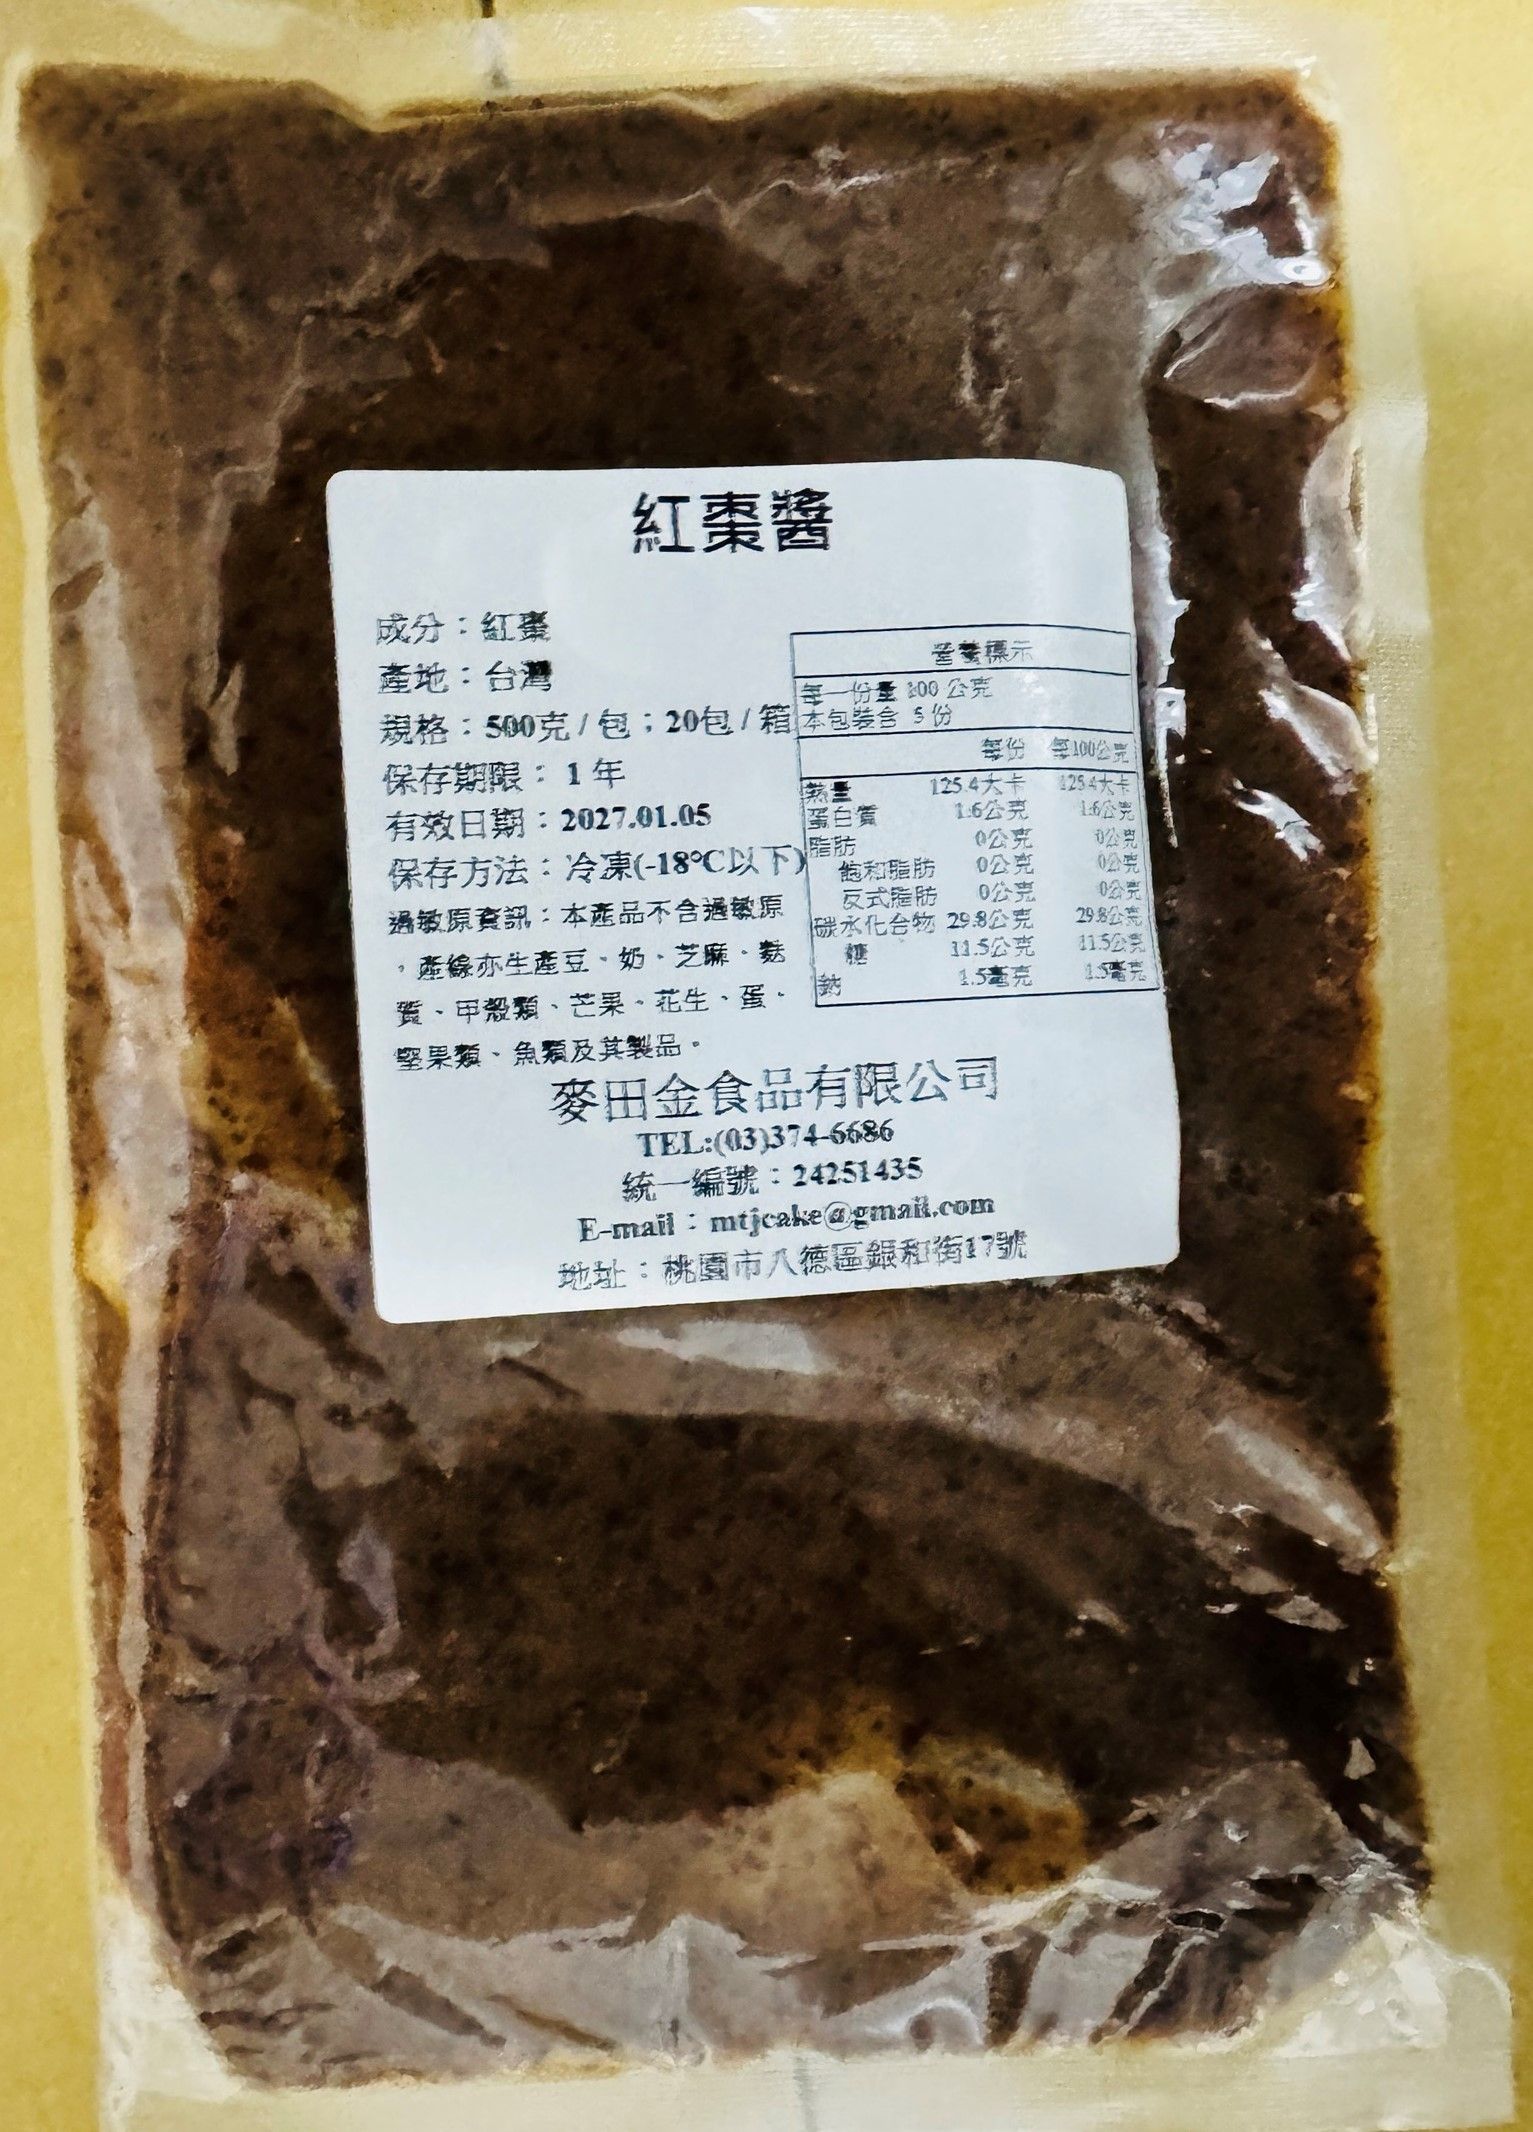 紅棗醬
成分：紅棗
產地：台灣
規格：500克 / 包；20包 / 箱
保存期限：1 年
有效日期：2027.01.05
保存方法：冷凍(-18°C以下)
過敏原資訊：本產品不含過敏原
，產線亦生產豆、奶、芝麻、麩
質、甲殼類、芒果、花生、蛋、
堅果類、魚類及其製品。
營養標示
每一份量 100 公克
本包裝含 5 份
每份 每100公克
熱量 125.4大卡 125.4大卡
蛋白質 1.6公克 1.6公克
脂肪 0公克 0公克
飽和脂肪 0公克 0公克
反式脂肪 0公克 0公克
碳水化合物 29.8公克 29.8公克
糖 11.5公克 11.5公克
鈉 1.5毫克 1.5毫克
麥田金食品有限公司
TEL:(03)374-6686
統一編號：24251435
E-mail：mtjcake@gmail.com
地址：桃園市八德區銀和街17號